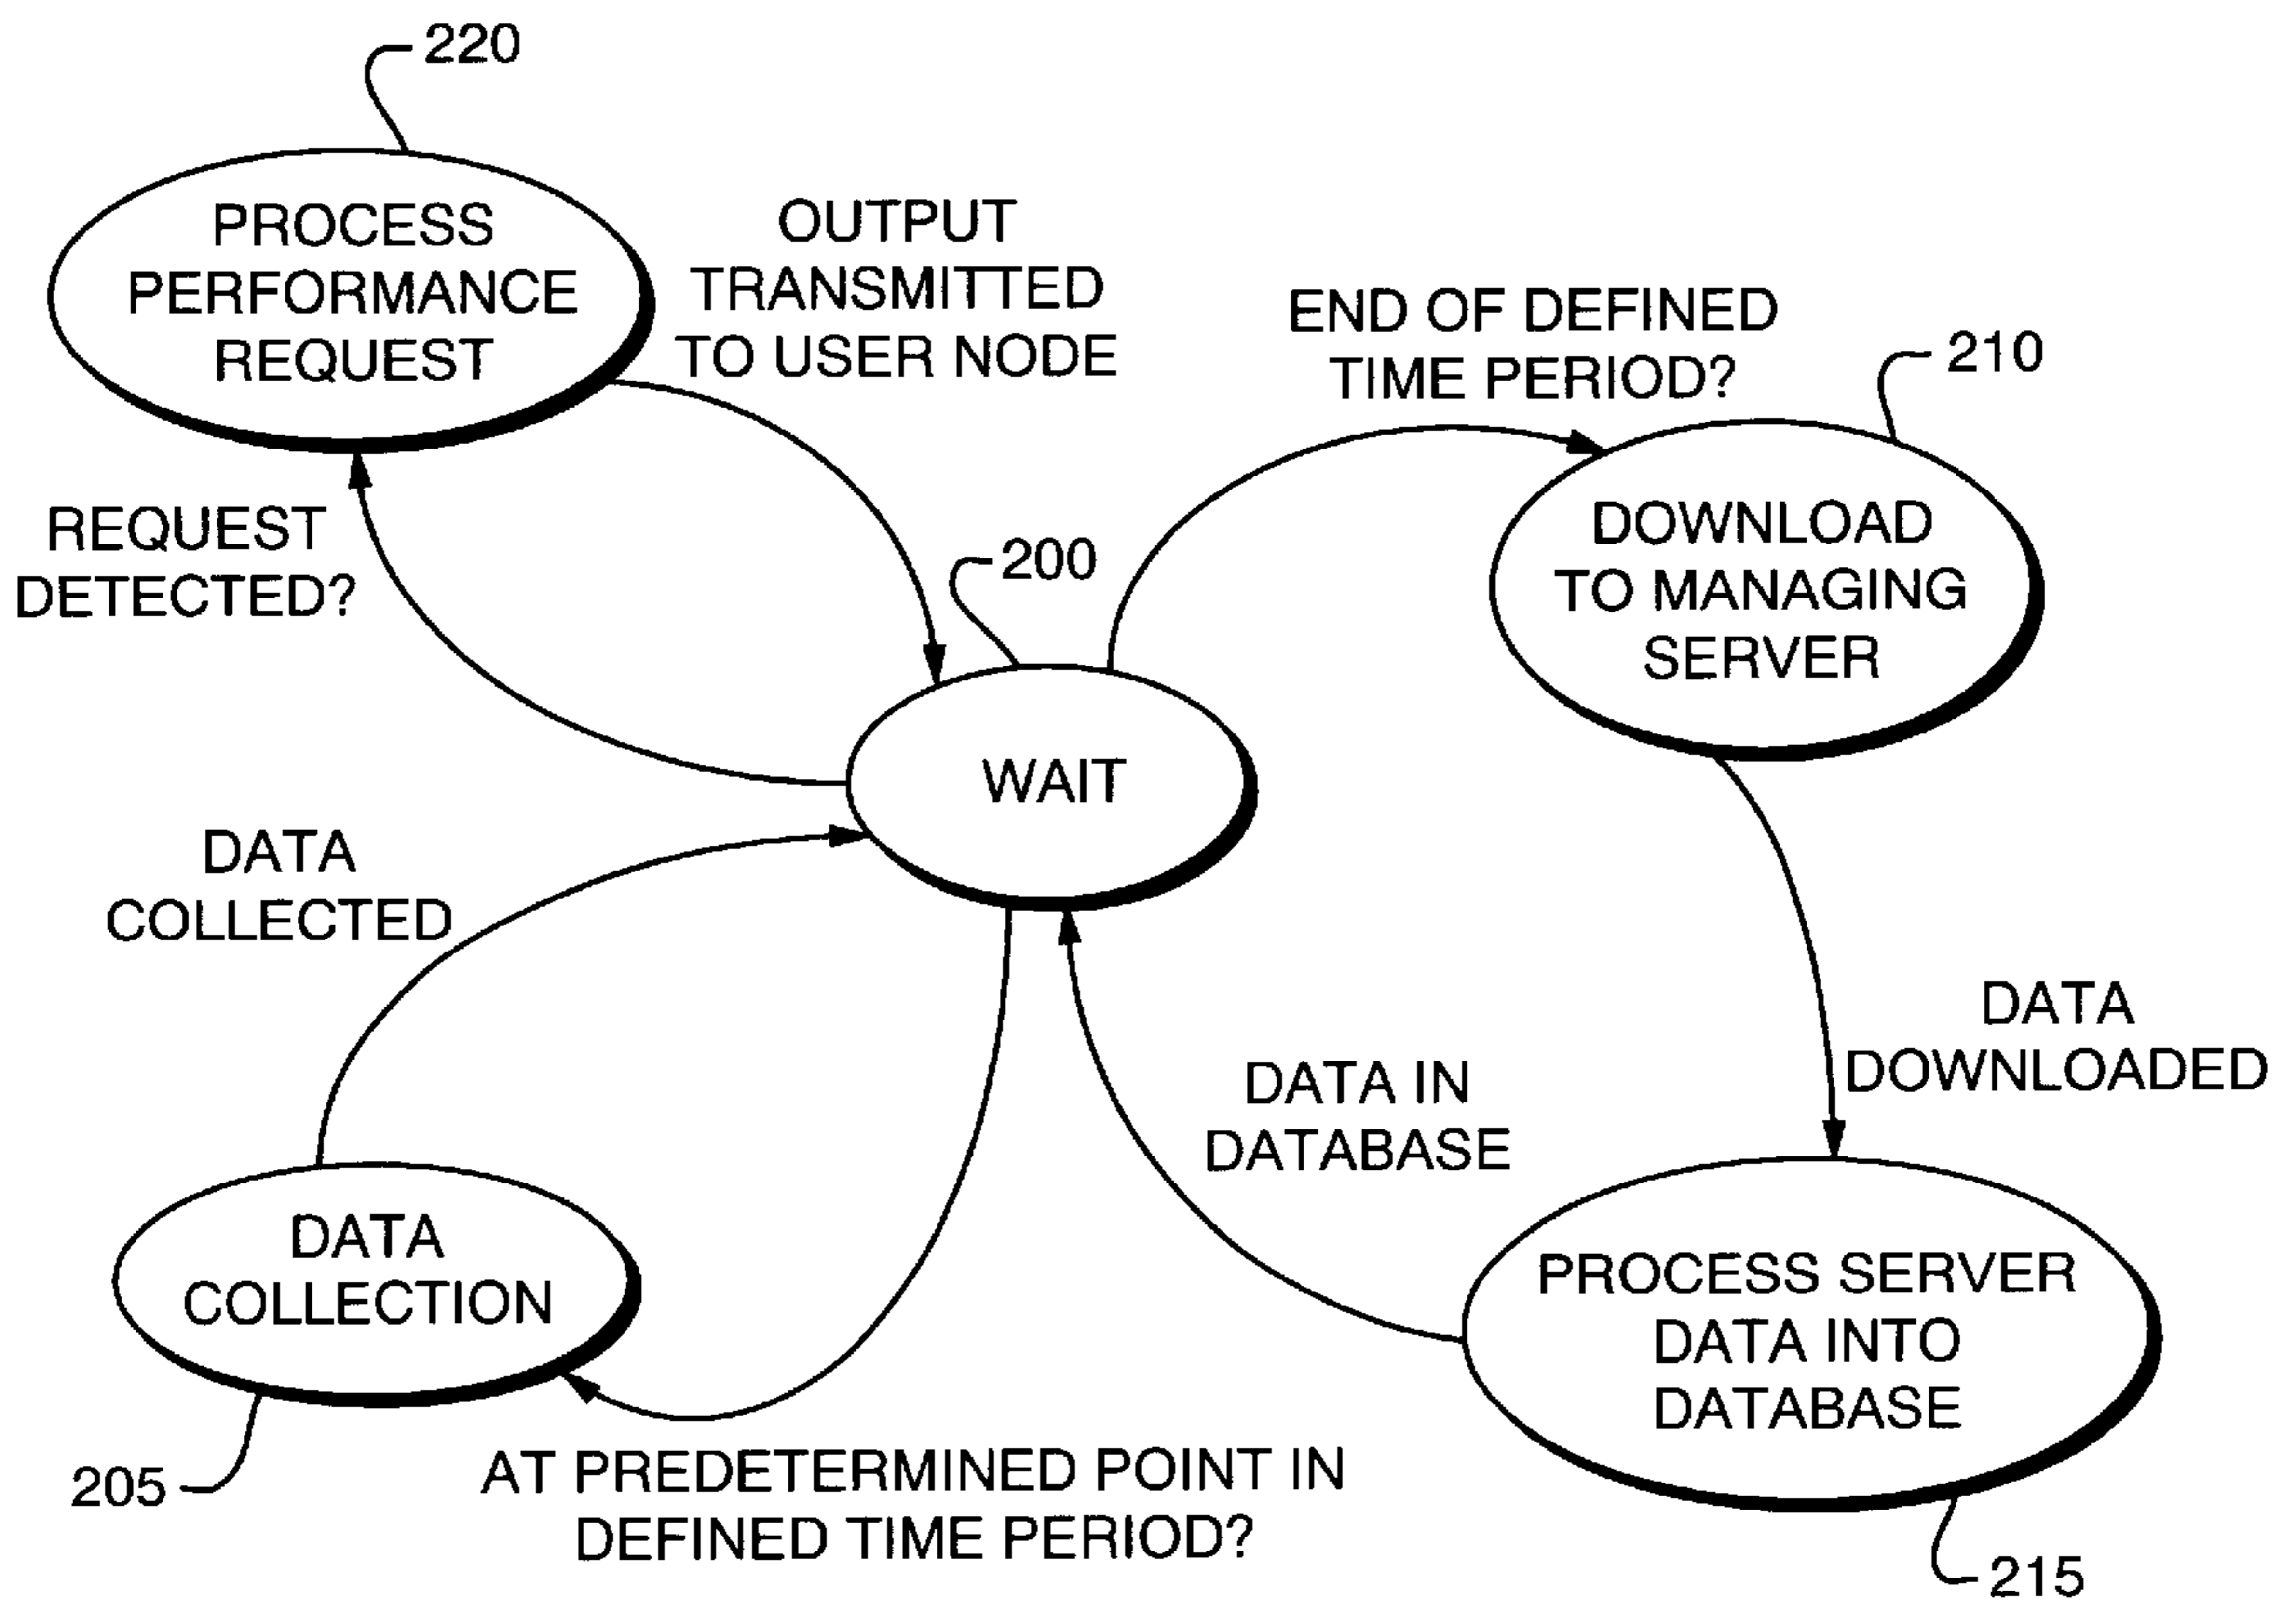 220
PROCESS
PERFORMANCE
REQUEST
OUTPUT
TRANSMITTED
TO USER NODE
END OF DEFINED
TIME PERIOD?
210
REQUEST
DETECTED?
200
DOWNLOAD
TO MANAGING
SERVER
WAIT
DATA
COLLECTED
DATA
DOWNLOADED
DATA IN
DATABASE
DATA
COLLECTION
PROCESS SERVER
DATA INTO
DATABASE
205
AT PREDETERMINED POINT IN
DEFINED TIME PERIOD?
215